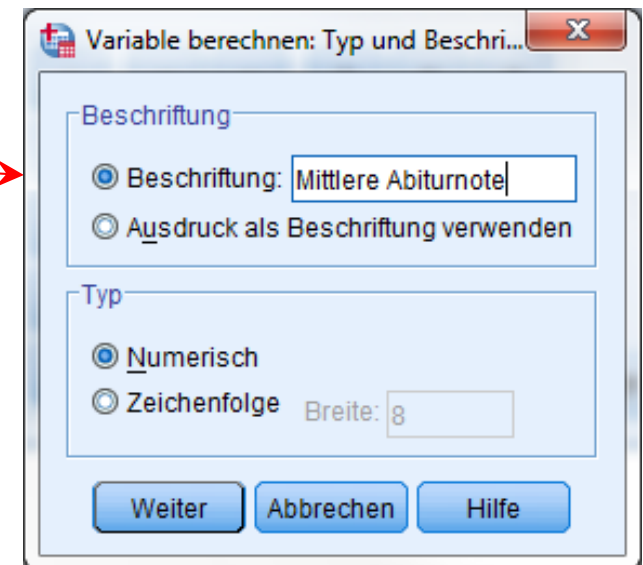 Variable berechnen: Typ und Beschri...
Beschriftung
Beschriftung: Mittlere Abiturnote
Ausdruck als Beschriftung verwenden
Typ
Numerisch
Zeichenfolge Breite: 8
Weiter Abbrechen Hilfe